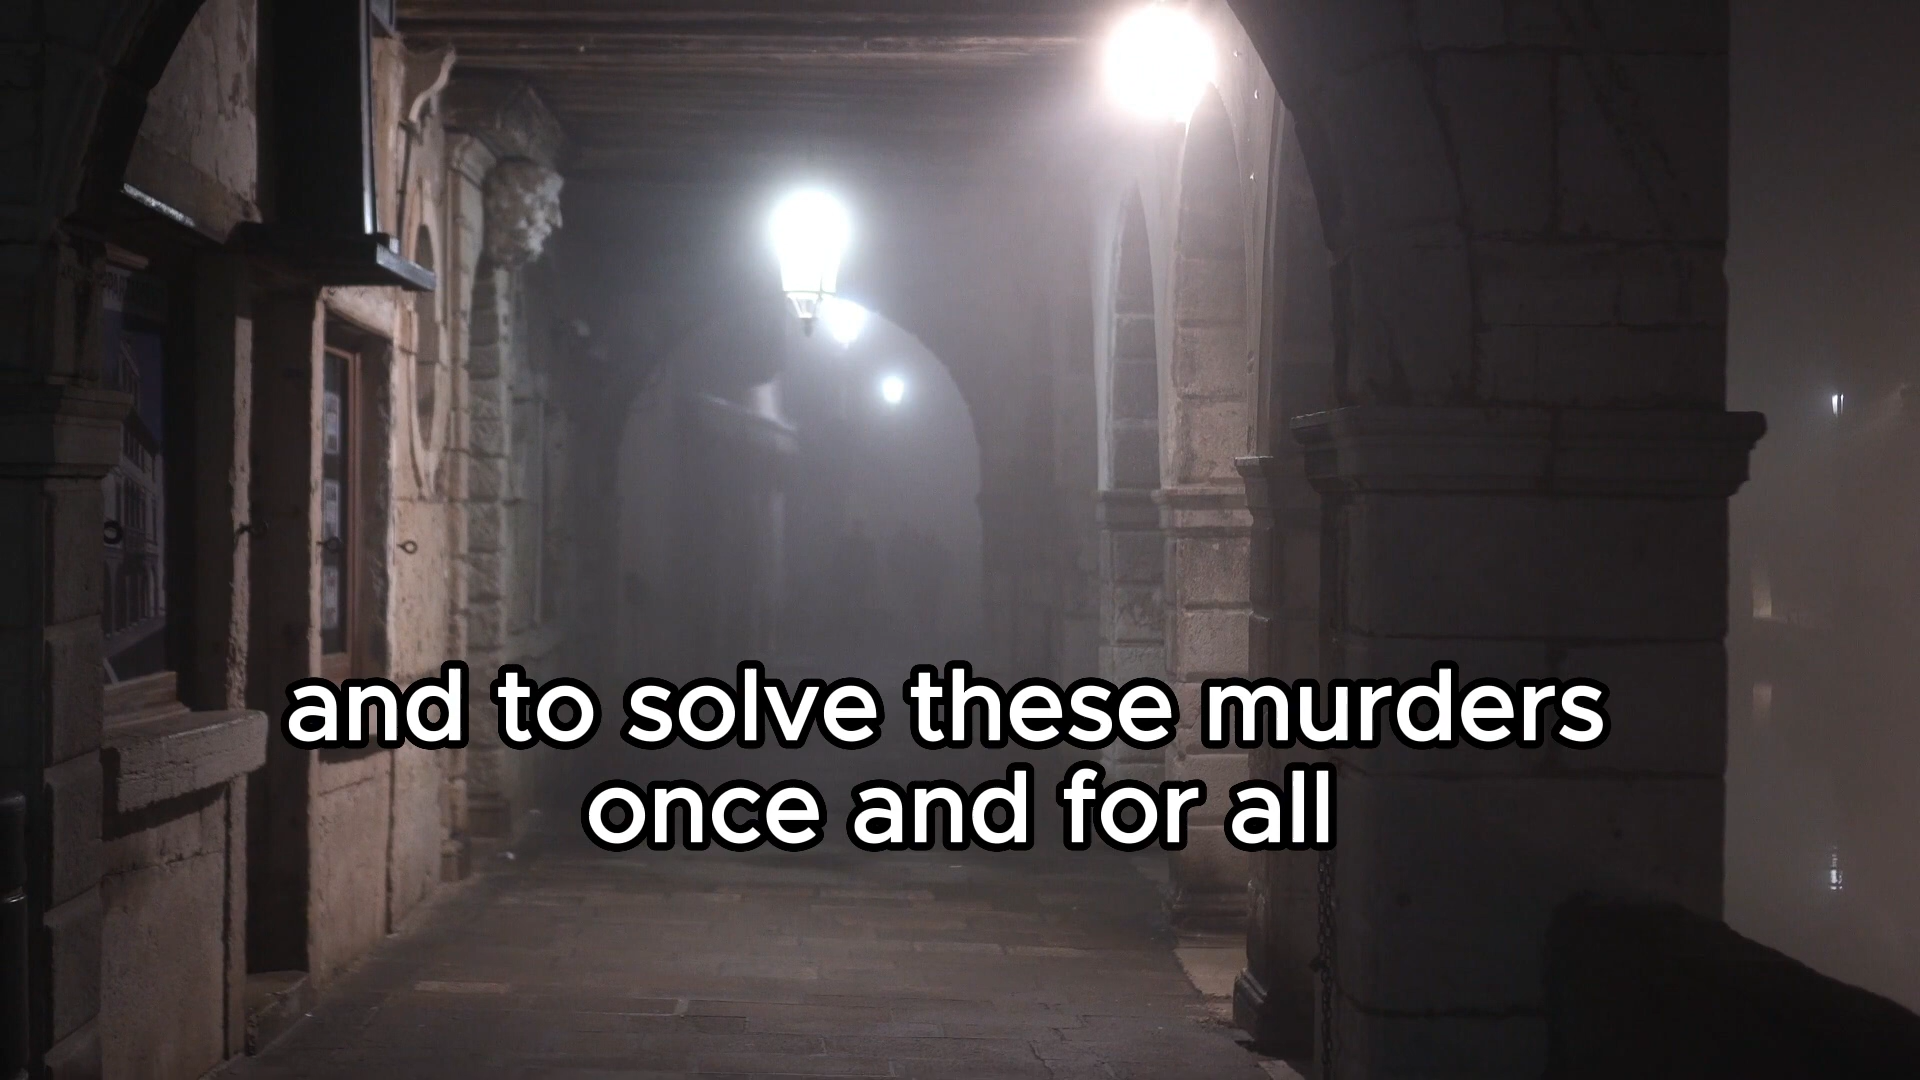 and to solve these murders
once and for all